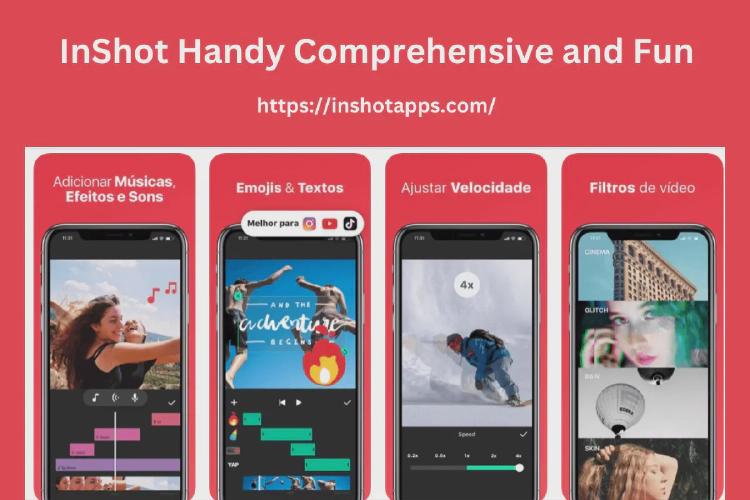 InShot Handy Comprehensive and Fun
https://inshotapps.com/
Adicionar Músicas,
Efeitos e Sons
Emojis & Textos
Melhor para
AND THE
adventure
BEGINS
YAP
Ajustar Velocidade
4x
Speed
0.2x 0.5x 1x 2x 4x
Filtros de vídeo
CINEMA
GLITCH
B&W
SKIN